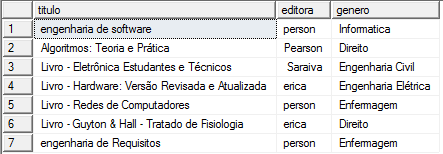 titulo editora genero
1 engenharia de software person Informatica
2 Algoritmos: Teoria e Prática Pearson Direito
3 Livro - Eletrônica Estudantes e Técnicos Saraiva Engenharia Civil
4 Livro - Hardware: Versão Revisada e Atualizada erica Engenharia Elétrica
5 Livro - Redes de Computadores person Enfermagem
6 Livro - Guyton & Hall - Tratado de Fisiologia erica Direito
7 engenharia de Requisitos person Enfermagem